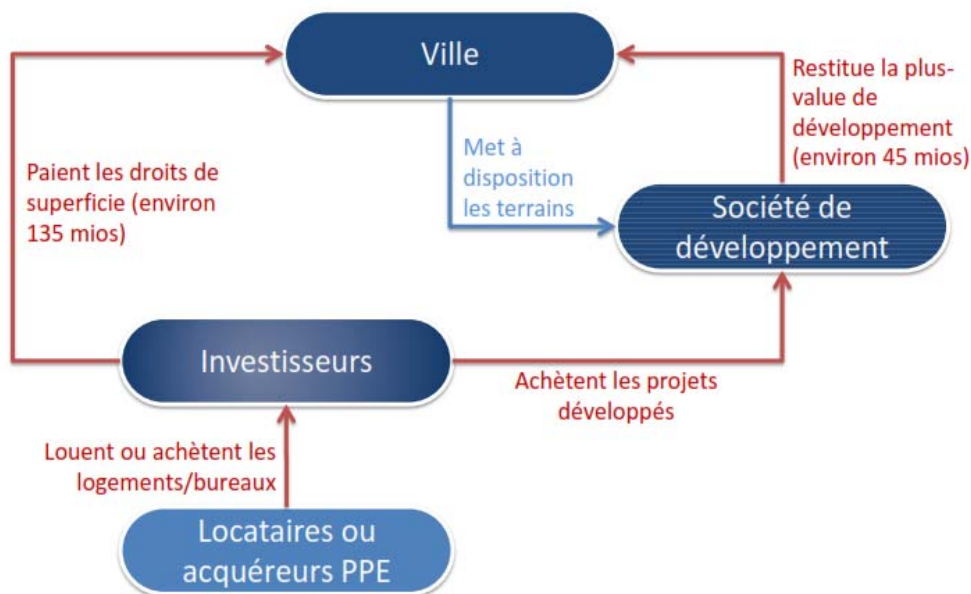 Ville
Restitue la plus-
value de
développement
(environ 45 mios)
Paient les droits de
superficie (environ
135 mios)
Met à
disposition
les terrains
Société de
développement
Investisseurs
Achètent les projets
développés
Louent ou achètent les
logements/bureaux
Locataires ou
acquéreurs PPE